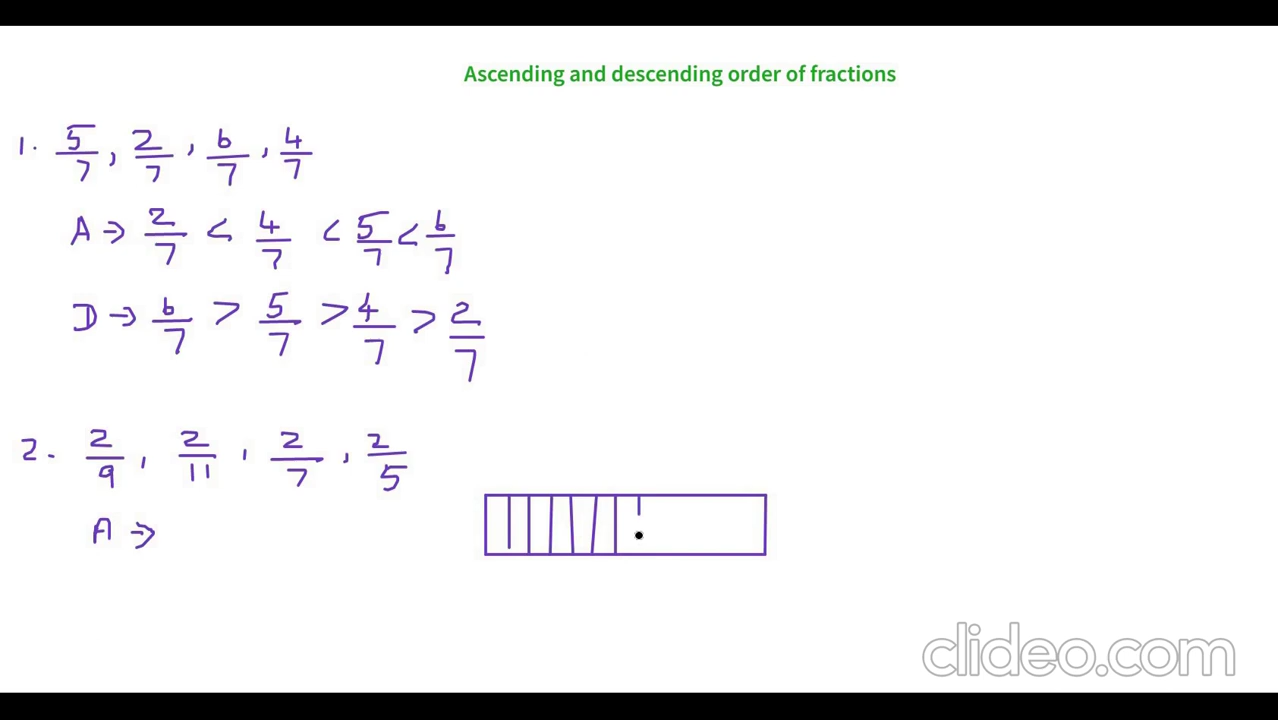 Ascending and descending order of fractions
1. 5/7, 2/7, 6/7, 4/7
A → 2/7 < 4/7 < 5/7 < 6/7
D → 6/7 > 5/7 > 4/7 > 2/7
2. 2/9, 2/11, 2/7, 2/5
A →
clideo.com